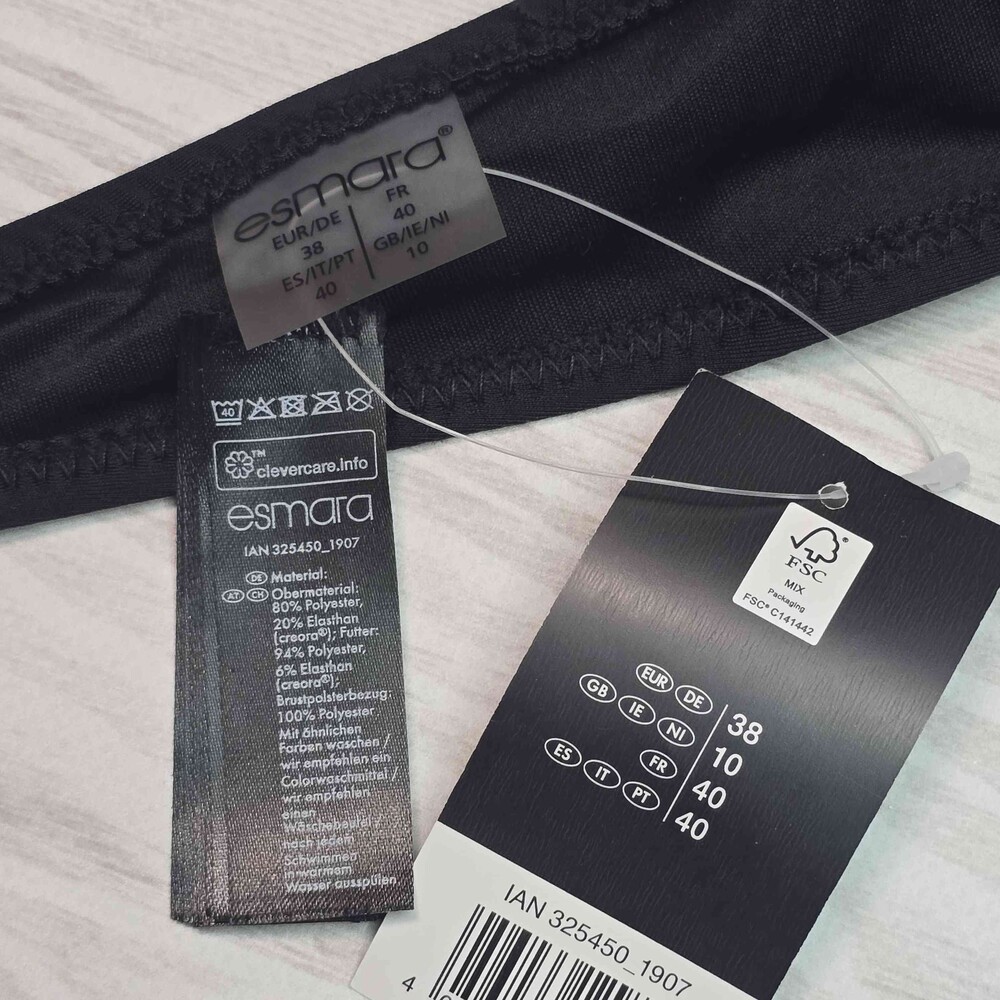 esmara®
EUR/DE
38
FR
40
ES/IT/PT
40
GB/IE/NI
10
40
clevercare.info™
esmara
IAN 325450_1907
DE Material:
AT CH Obermaterial:
80% Polyester,
20% Elasthan
(creora®); Futter:
94% Polyester,
6% Elasthan
(creora®);
Brustpolsterbezug:
100% Polyester
Mit ähnlichen
Farben waschen /
wir empfehlen ein
Colorwaschmittel /
wir empfehlen
einen
Wäschebeutel /
nach jedem
Schwimmen
in warmem
Wasser ausspülen
FSC®
MIX
Packaging
FSC® C141442
EUR DE 38
GB IE NI 10
FR 40
ES IT PT 40
IAN 325450_1907
4